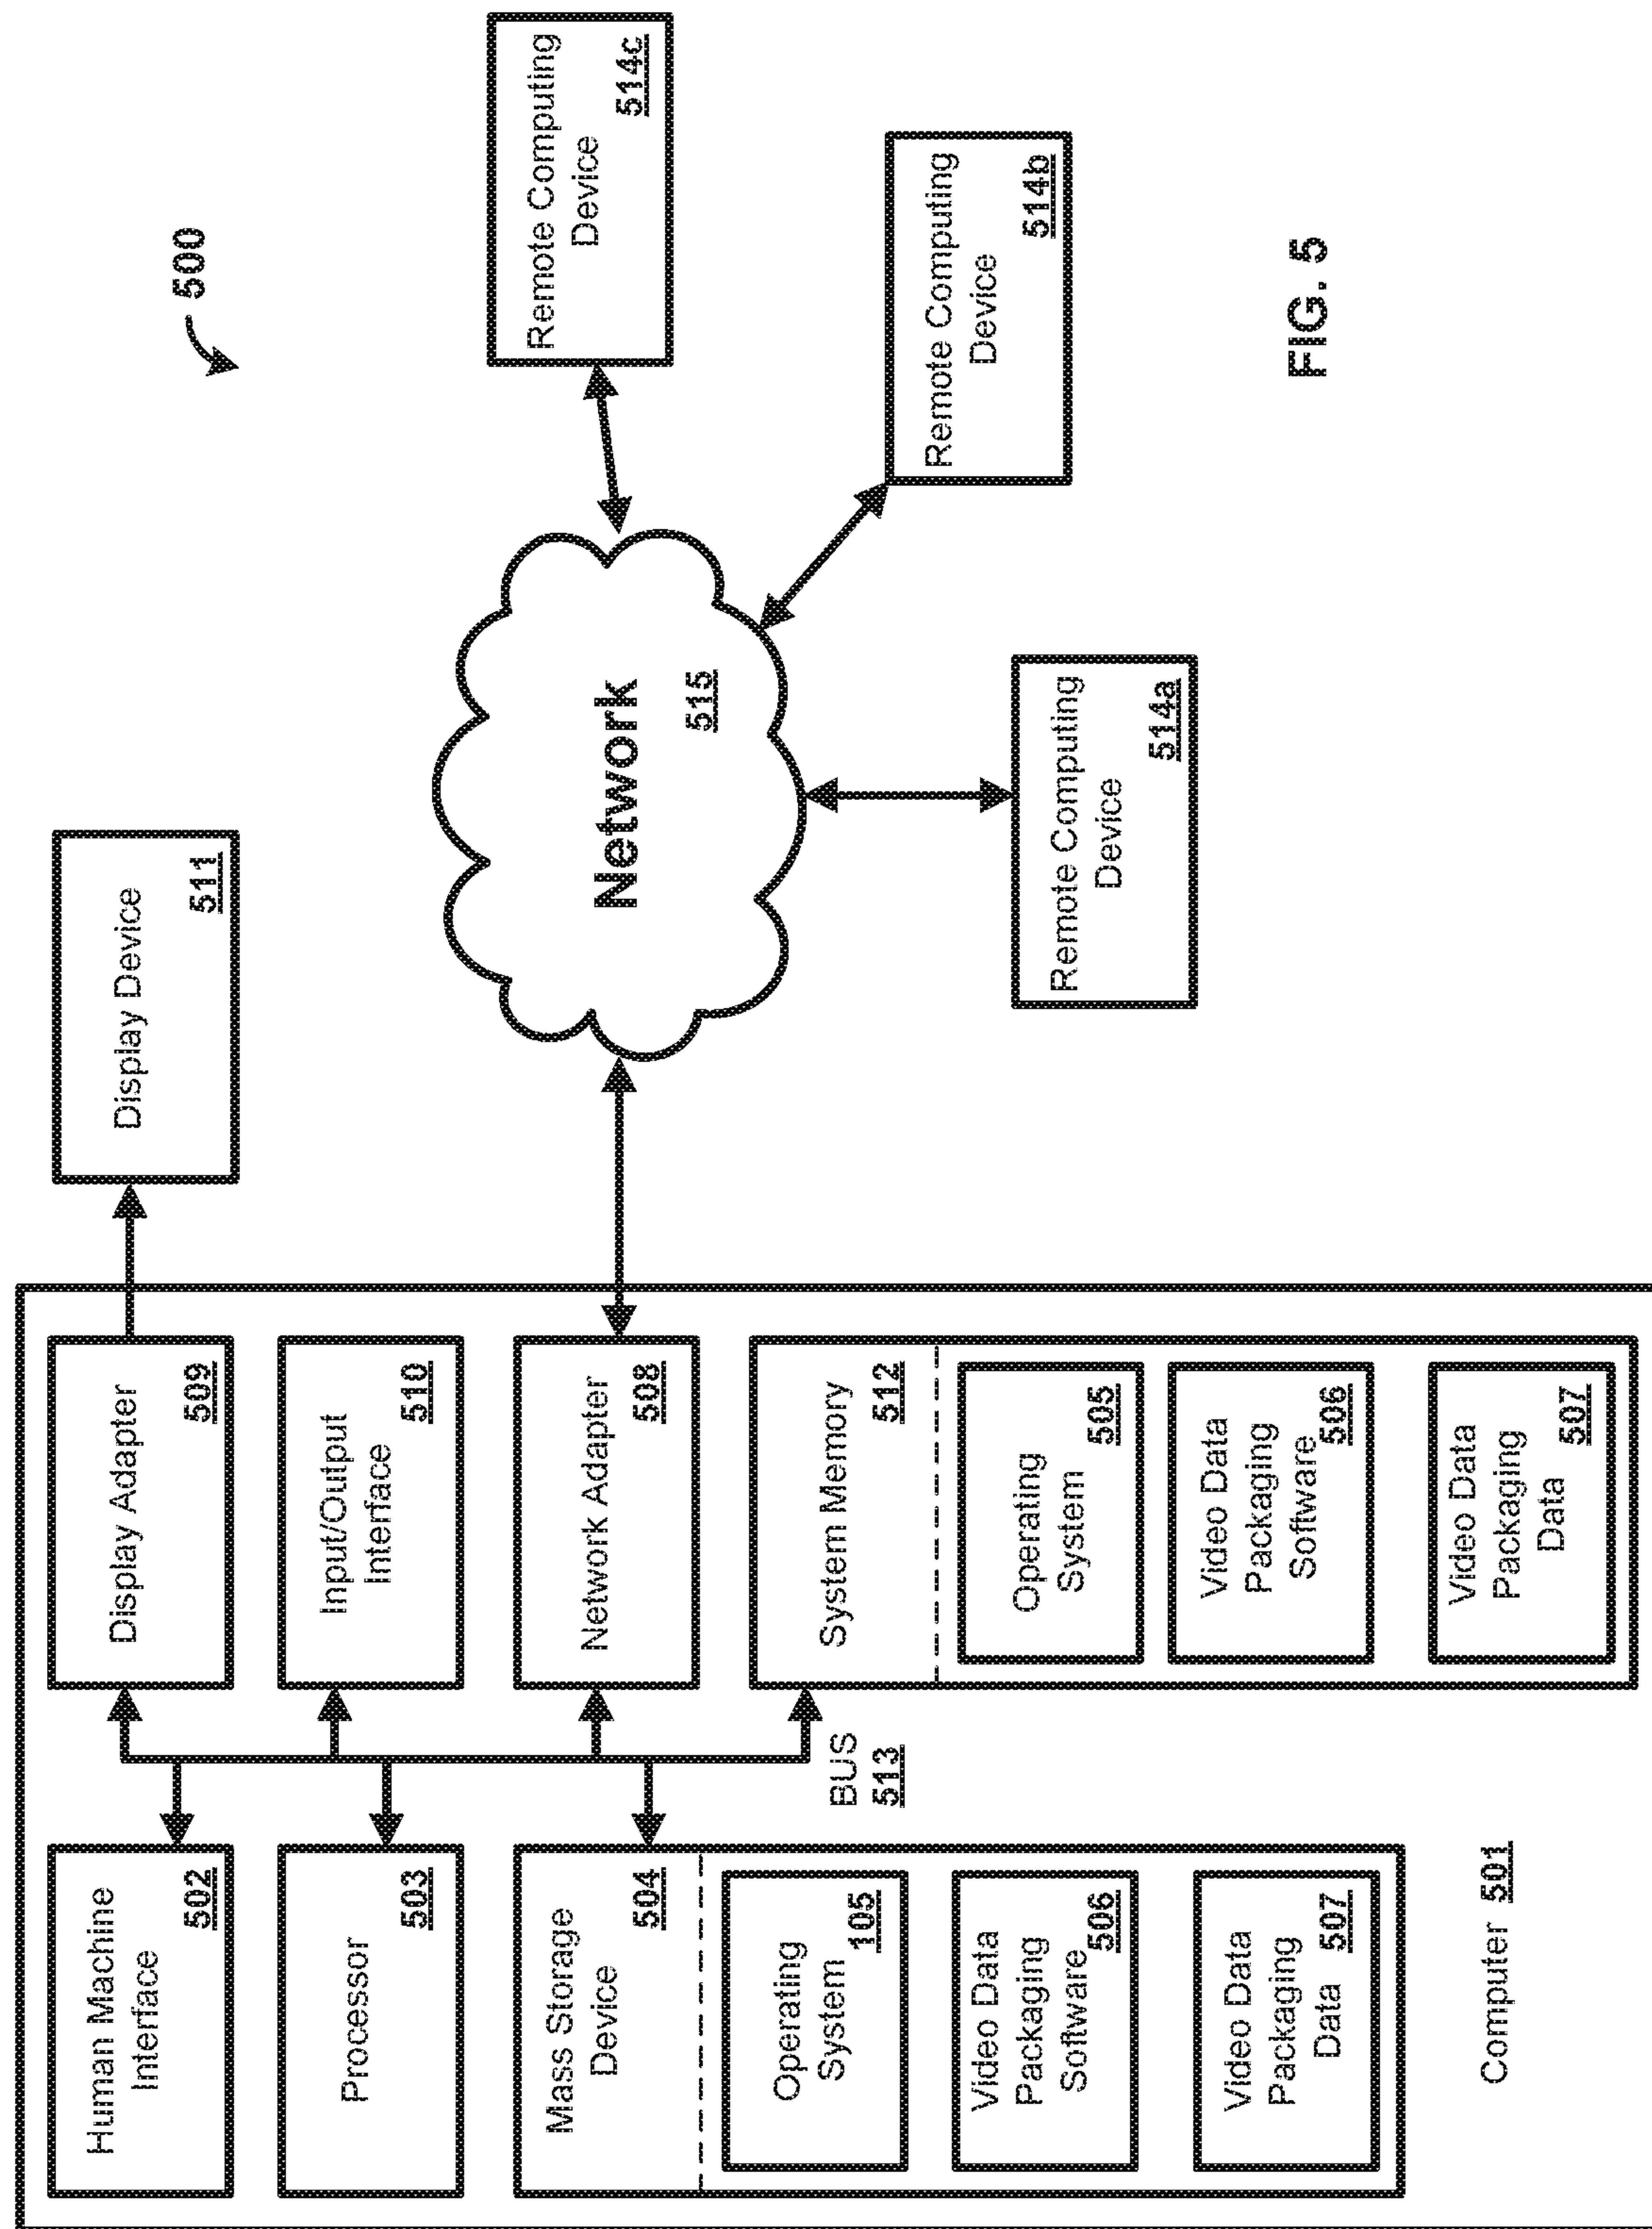 500
Human Machine
Interface
502
Processor
503
Mass Storage
Device
504
Operating
System
105
Video Data
Packaging
Software
506
Video Data
Packaging
Data
507
Display Adapter
509
Input/Output
Interface
510
Network Adapter
508
System Memory
512
Operating
System
505
Video Data
Packaging
Software
506
Video Data
Packaging
Data
507
BUS
513
Computer 501
Display Device
511
Network
515
Remote Computing
Device
514a
Remote Computing
Device
514b
Remote Computing
Device
514c
FIG. 5